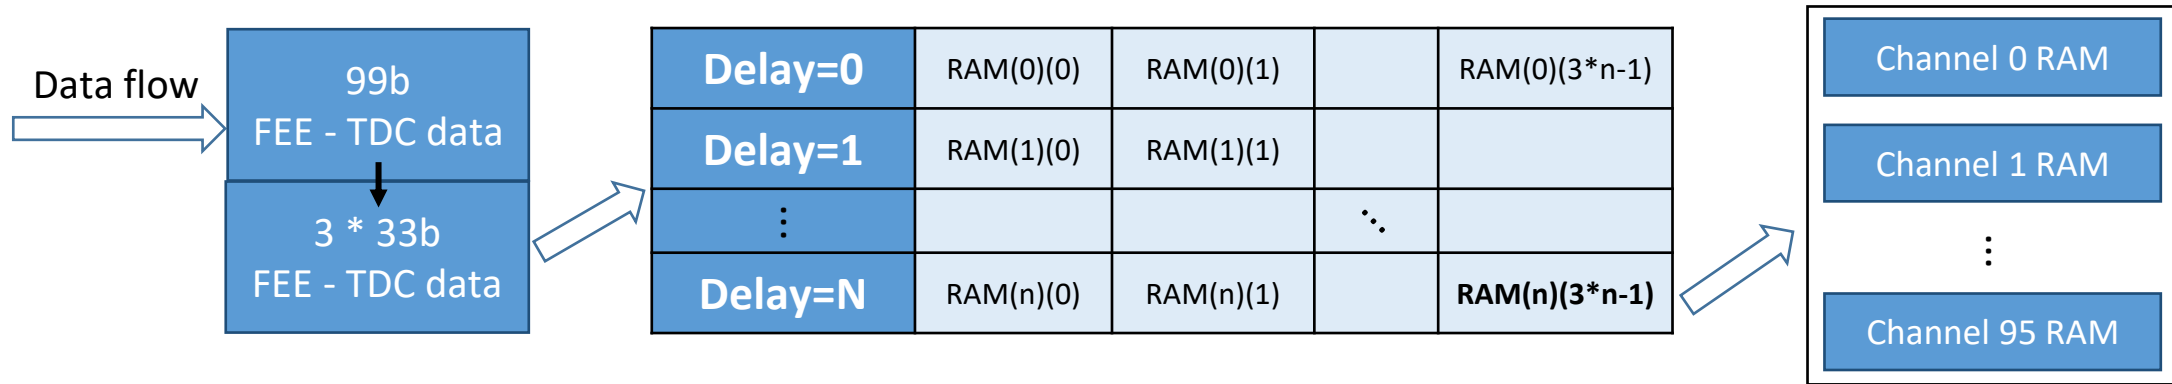 Data flow
99b
FEE - TDC data
3 * 33b
FEE - TDC data
Delay=0 RAM(0)(0) RAM(0)(1) RAM(0)(3*n-1)
Delay=1 RAM(1)(0) RAM(1)(1)
⋮ ⋱
Delay=N RAM(n)(0) RAM(n)(1) RAM(n)(3*n-1)
Channel 0 RAM
Channel 1 RAM
⋮
Channel 95 RAM